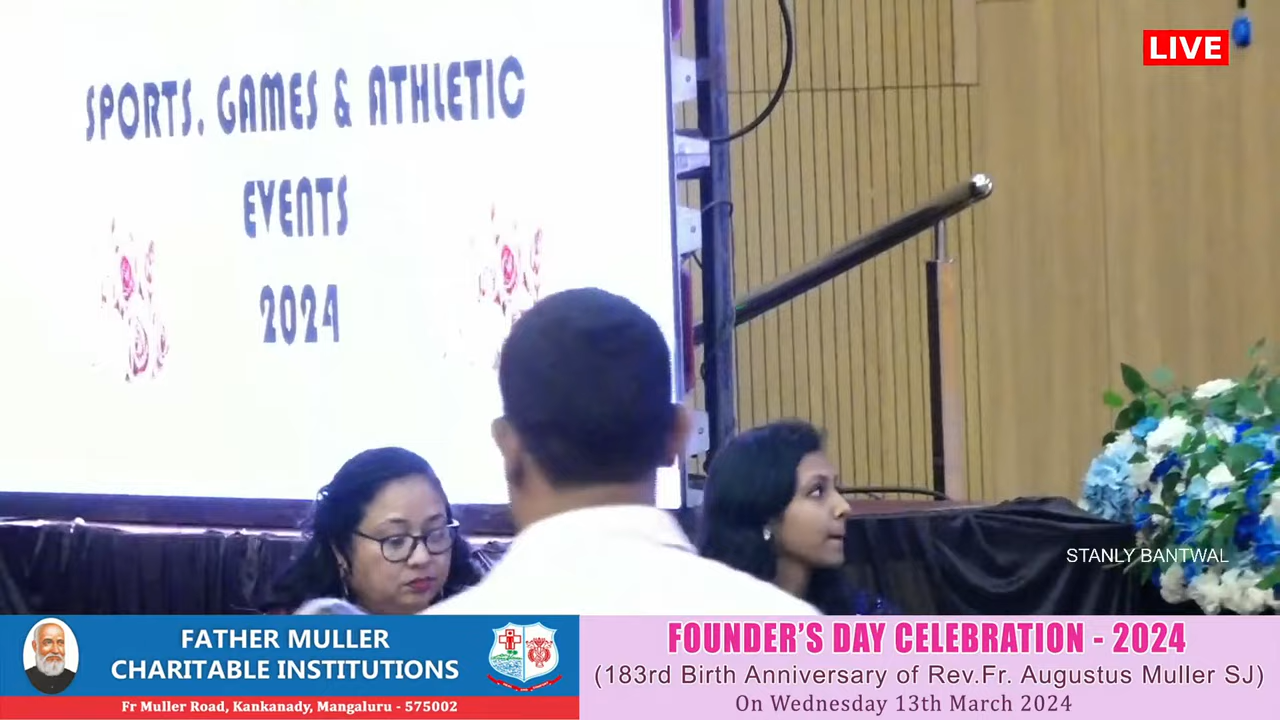 LIVE
SPORTS. GAMES & ATHLETIC
EVENTS
2024
STANLY BANTWAL
FATHER MULLER
CHARITABLE INSTITUTIONS
Fr Muller Road, Kankanady, Mangaluru - 575002
FOUNDER'S DAY CELEBRATION - 2024
(183rd Birth Anniversary of Rev.Fr. Augustus Muller SJ)
On Wednesday 13th March 2024